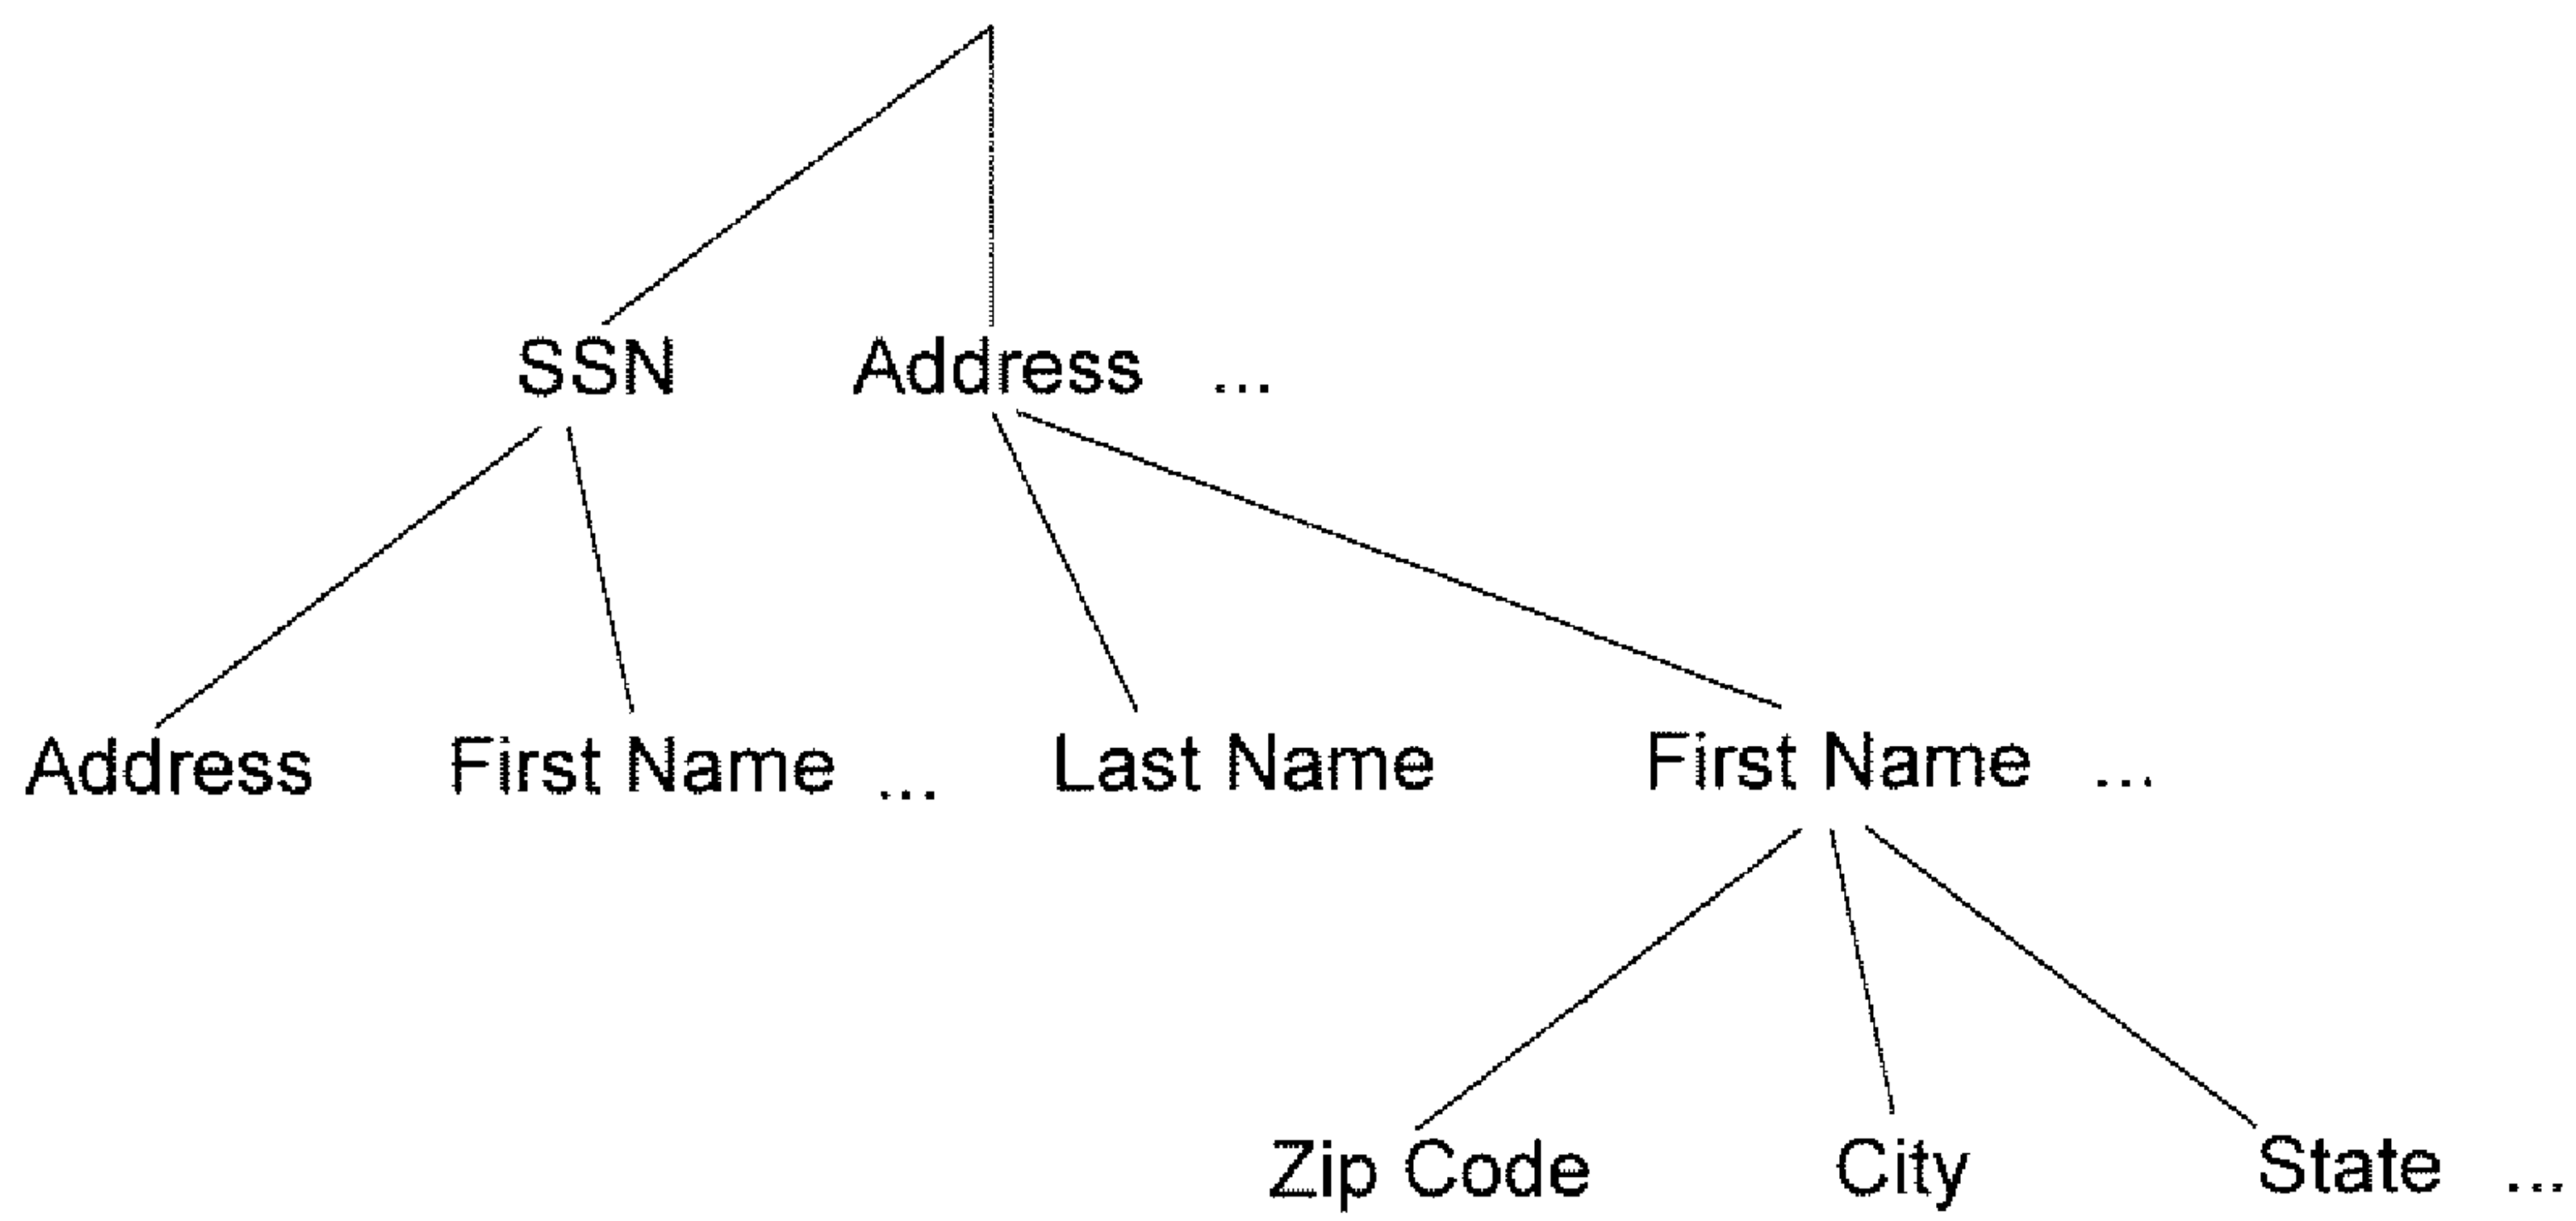 SSN Address ...
Address First Name ... Last Name First Name ...
Zip Code City State ...